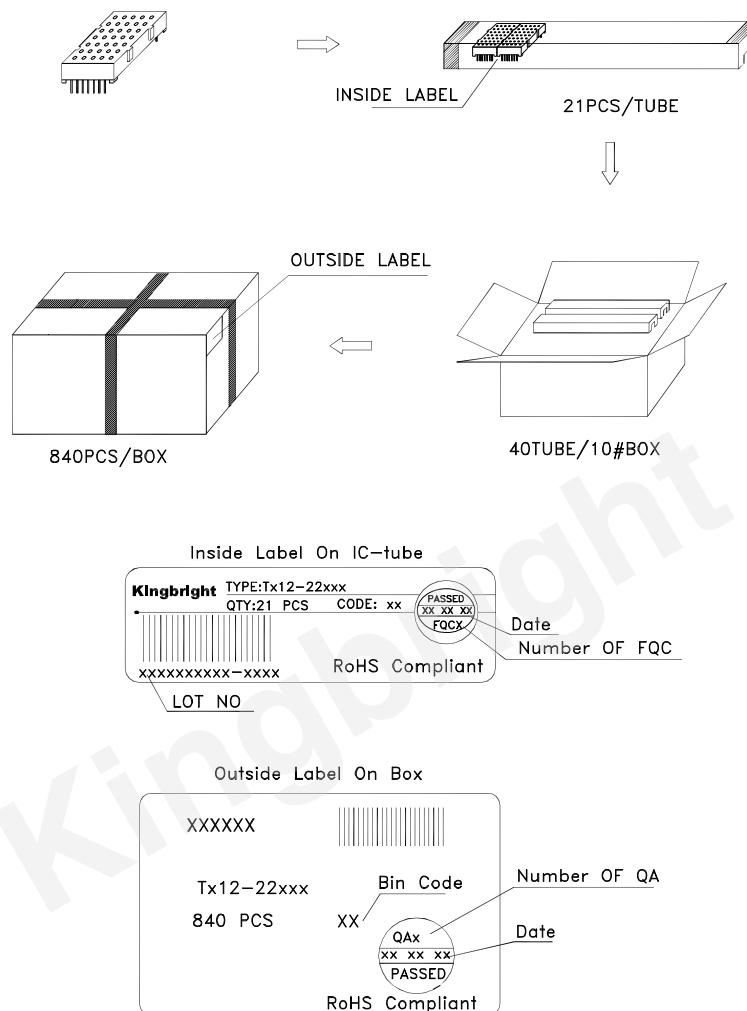 INSIDE LABEL
21PCS/TUBE
OUTSIDE LABEL
840PCS/BOX
40TUBE/10#BOX
Inside Label On IC-tube
Kingbright TYPE:Tx12-22xxx
QTY:21 PCS CODE: xx
PASSED
xx xx xx
FQCX
Date
Number OF FQC
RoHS Compliant
xxxxxxxxxx-xxxx
LOT NO
Outside Label On Box
XXXXXX
Tx12-22xxx
Bin Code
Number OF QA
840 PCS
XX
QAx
Date
xx xx xx
PASSED
RoHS Compliant
Kingbright